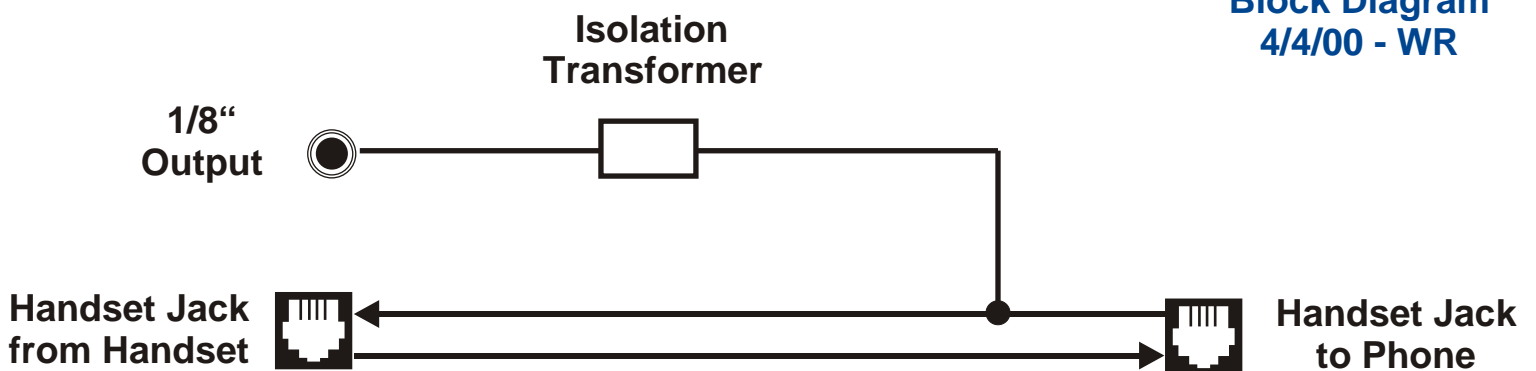 Block Diagram
4/4/00 - WR
Isolation
Transformer
1/8“
Output
Handset Jack
from Handset
Handset Jack
to Phone